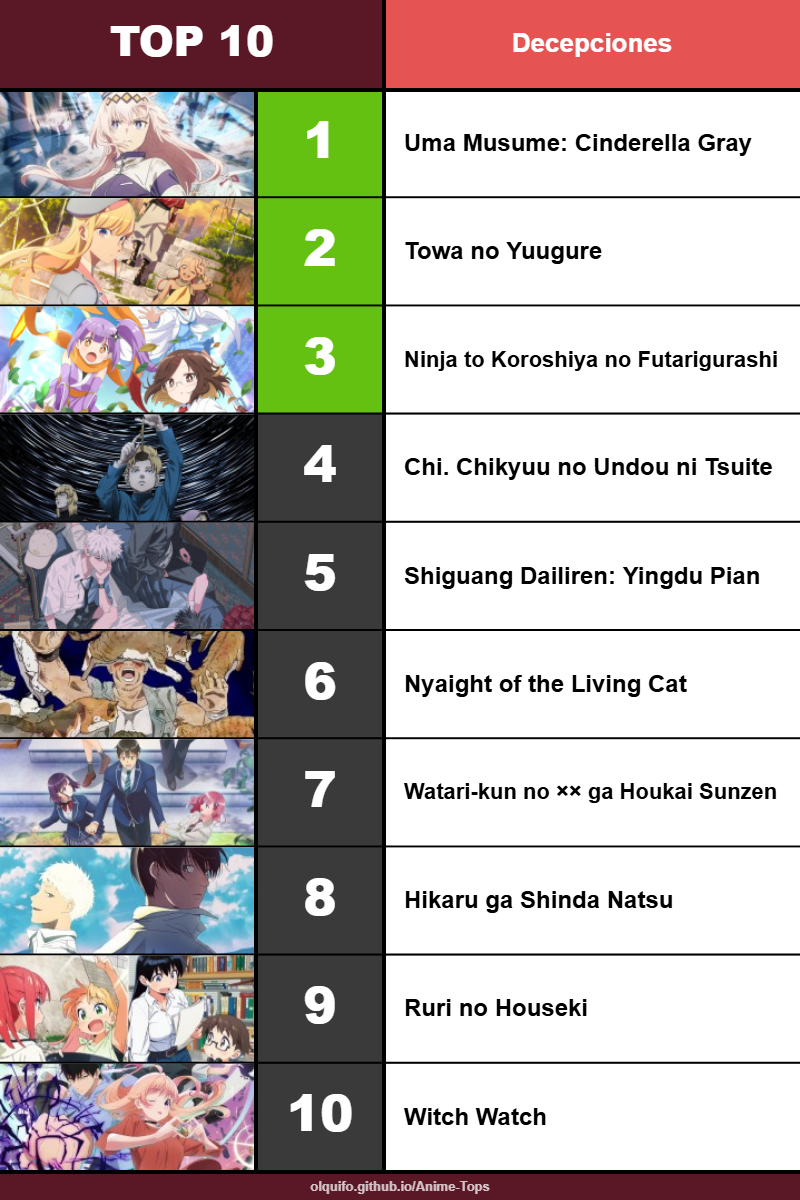 TOP 10
Decepciones
1
Uma Musume: Cinderella Gray
2
Towa no Yuugure
3
Ninja to Koroshiya no Futarigurashi
4
Chi. Chikyuu no Undou ni Tsuite
5
Shiguang Dailiren: Yingdu Pian
6
Nyaight of the Living Cat
7
Watari-kun no ×× ga Houkai Sunzen
8
Hikaru ga Shinda Natsu
9
Ruri no Houseki
10
Witch Watch
olquifo.github.io/Anime-Tops